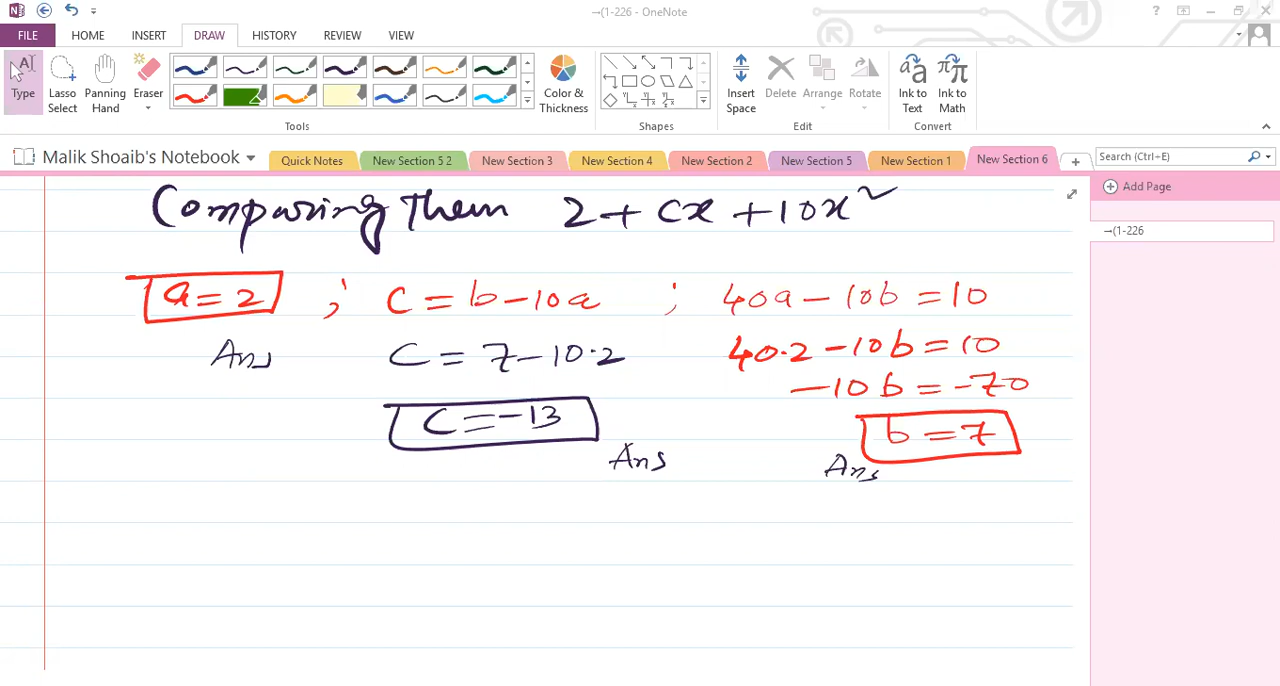 →(1-226 - OneNote
FILE HOME INSERT DRAW HISTORY REVIEW VIEW
Type Lasso Select Panning Hand Eraser Color & Thickness Insert Space Delete Arrange Rotate Ink to Text Ink to Math
Tools Shapes Edit Convert
Malik Shoaib's Notebook Quick Notes New Section 5 2 New Section 3 New Section 4 New Section 2 New Section 5 New Section 1 New Section 6 Search (Ctrl+E)
Add Page
→(1-226
Comparing Them 2 + cx + 10x²
a = 2 ; C = b - 10a ; 40a - 10b = 10
Ans C = 7 - 10·2 40·2 - 10b = 10
-10b = -70
C = -13 b = 7
Ans Ans